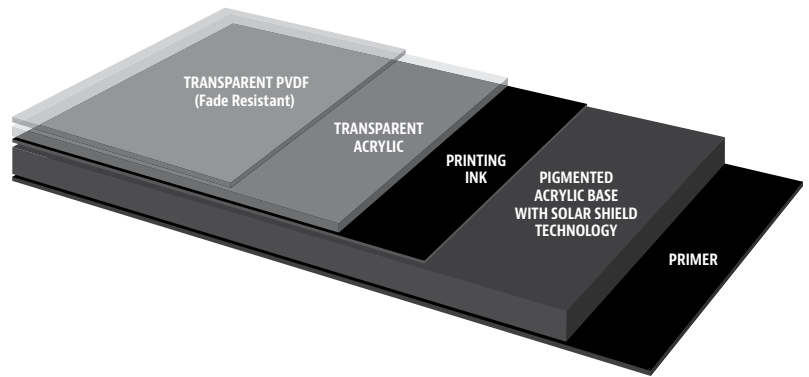 TRANSPARENT PVDF
(Fade Resistant)
TRANSPARENT
ACRYLIC
PRINTING
INK
PIGMENTED
ACRYLIC BASE
WITH SOLAR SHIELD
TECHNOLOGY
PRIMER